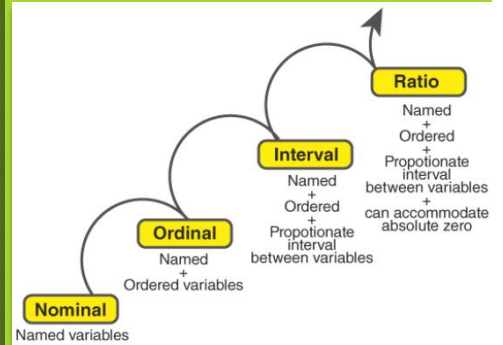 Ratio
Named
+
Ordered
+
Propotionate
interval
between variables
+
can accommodate
absolute zero
Interval
Named
+
Ordered
+
Propotionate
interval
between variables
Ordinal
Named
+
Ordered variables
Nominal
Named variables